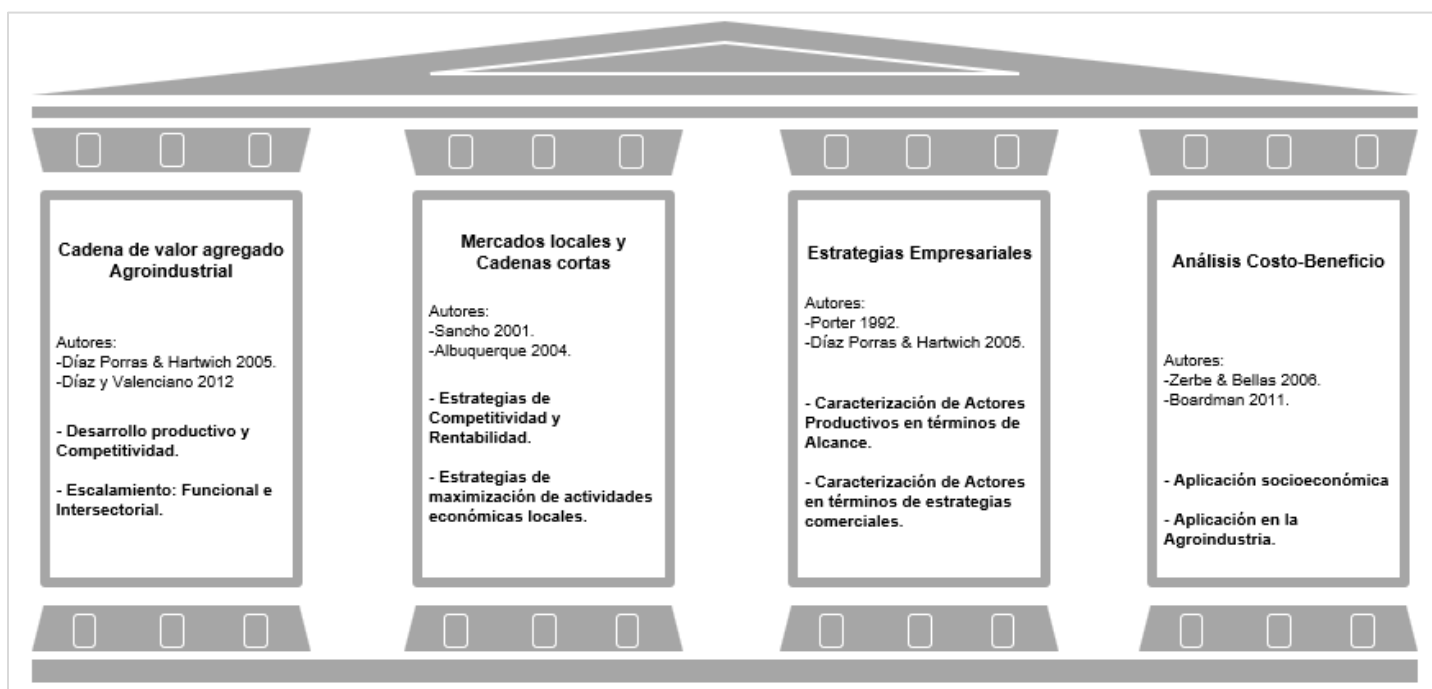 Cadena de valor agregado
Agroindustrial
Autores:
-Díaz Porras & Hartwich 2005.
-Díaz y Valenciano 2012
- Desarrollo productivo y
Competitividad.
- Escalamiento: Funcional e
Intersectorial.
Mercados locales y
Cadenas cortas
Autores:
-Sancho 2001.
-Albuquerque 2004.
- Estrategias de
Competitividad y
Rentabilidad.
- Estrategias de
maximización de actividades
económicas locales.
Estrategias Empresariales
Autores:
-Porter 1992.
-Díaz Porras & Hartwich 2005.
- Caracterización de Actores
Productivos en términos de
Alcance.
- Caracterización de Actores
en términos de estrategias
comerciales.
Análisis Costo-Beneficio
Autores:
-Zerbe & Bellas 2006.
-Boardman 2011.
- Aplicación socioeconómica
- Aplicación en la
Agroindustria.